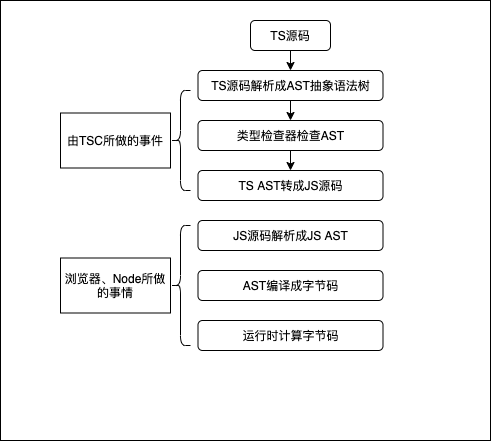 TS源码
TS源码解析成AST抽象语法树
由TSC所做的事件
类型检查器检查AST
TS AST转成JS源码
JS源码解析成JS AST
浏览器、Node所做
的事情
AST编译成字节码
运行时计算字节码